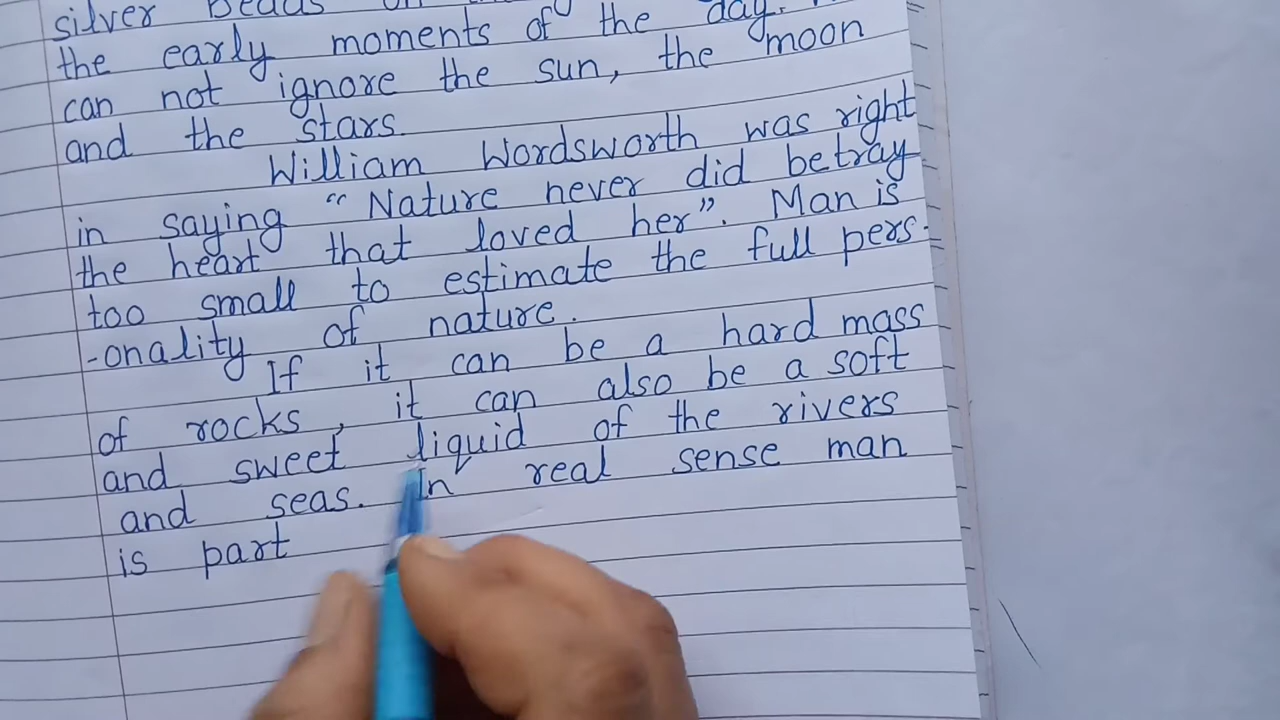 silver beads on
the early moments of the day.
can not ignore the sun, the moon
and the stars.
William Wordsworth was right
in saying “Nature never did betray
the heart that loved her”. Man is
too small to estimate the full pers-
-onality of nature.
If it can be a hard mass
of rocks, it can also be a soft
and sweet liquid of the rivers
and seas. In real sense man
is part